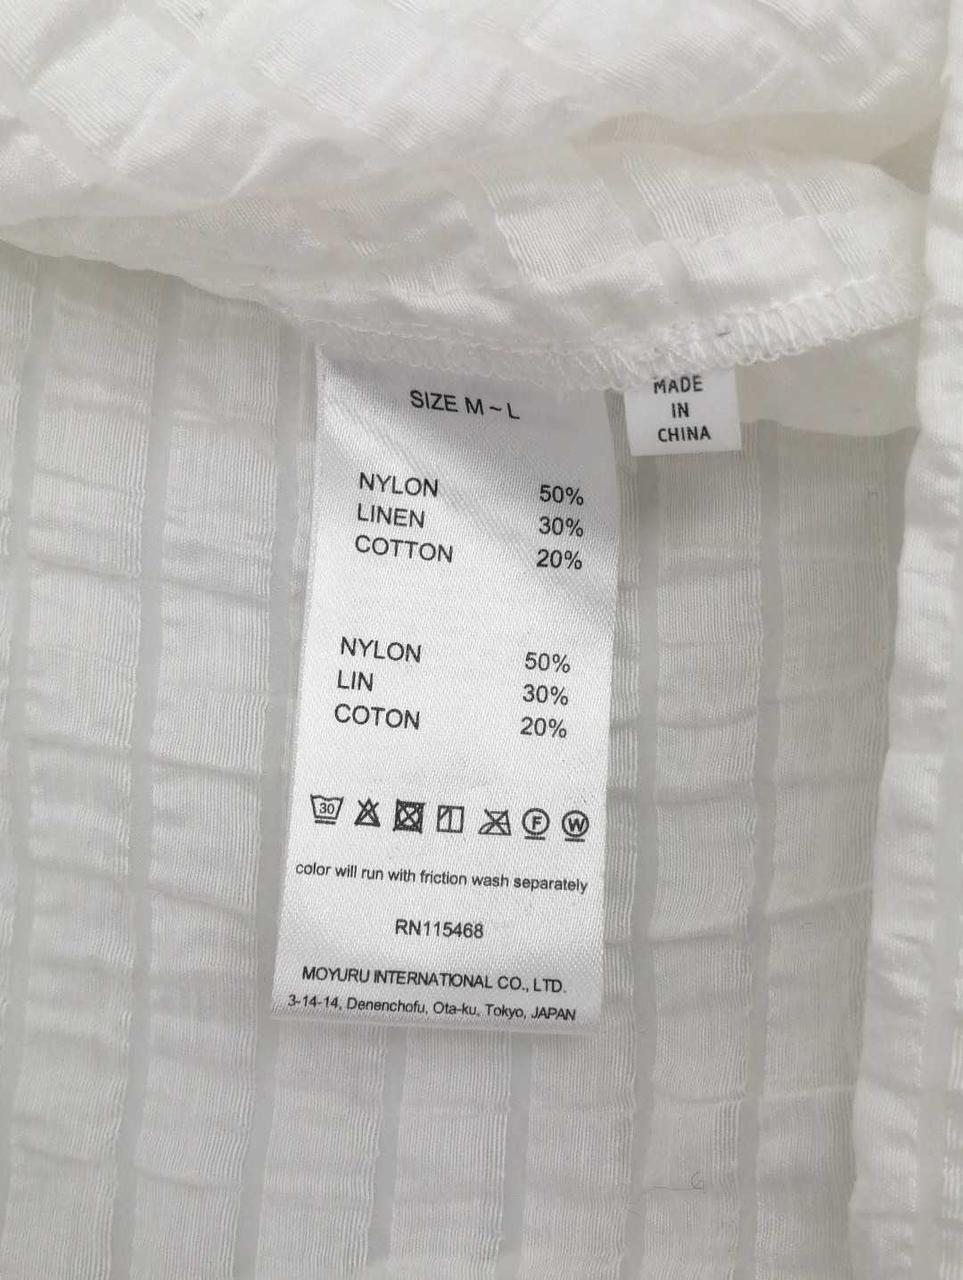 SIZE M ~ L
MADE
IN
CHINA
NYLON 50%
LINEN 30%
COTTON 20%
NYLON 50%
LIN 30%
COTON 20%
30
F
W
color will run with friction wash separately
RN115468
MOYURU INTERNATIONAL CO., LTD.
3-14-14, Denenchofu, Ota-ku, Tokyo, JAPAN